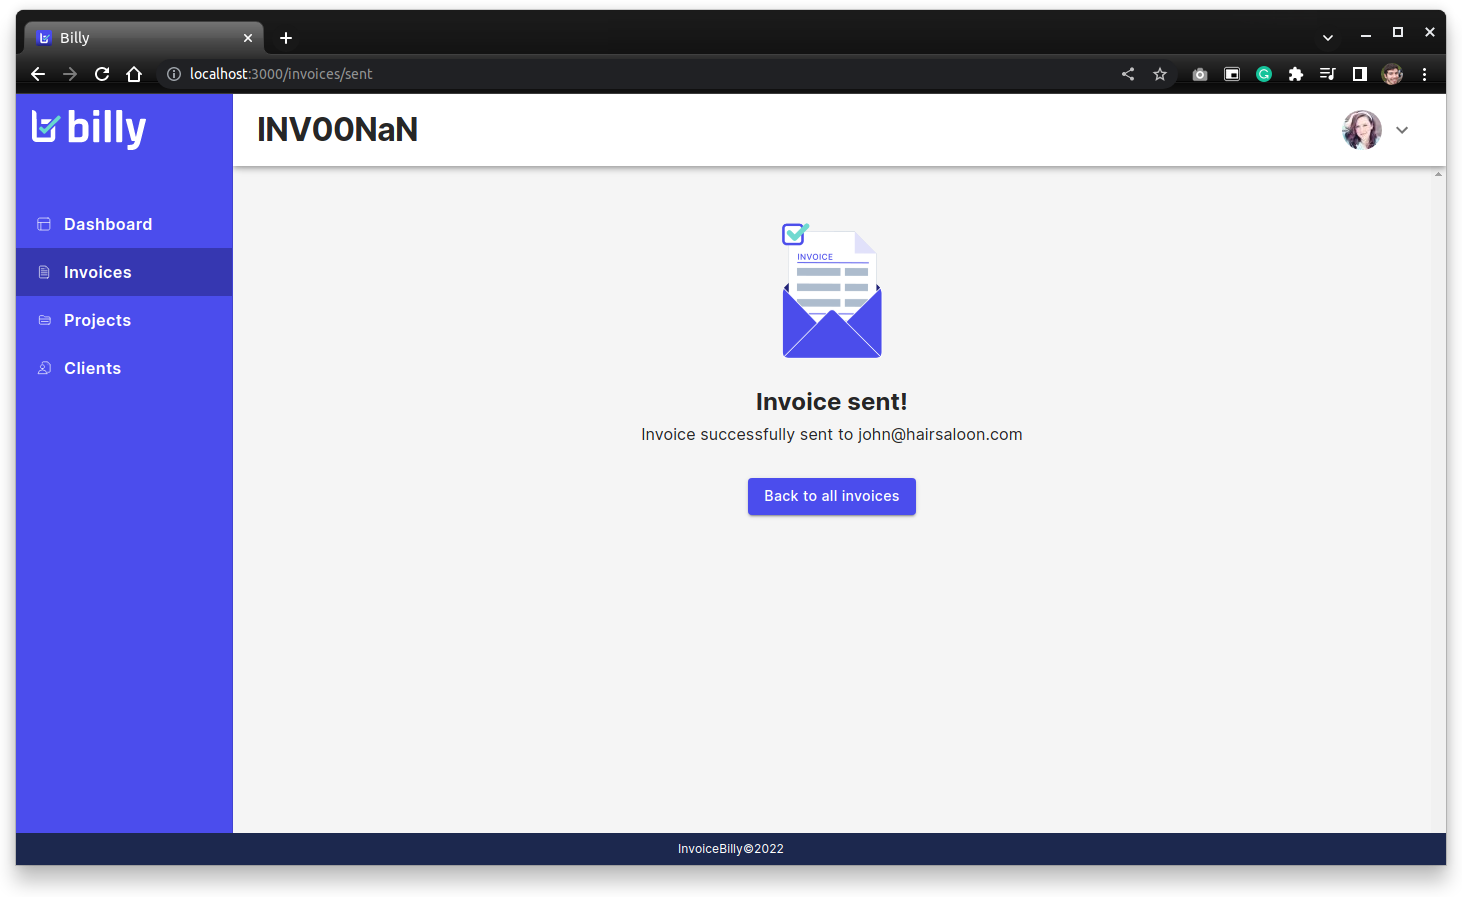 Billy
localhost:3000/invoices/sent
billy
INV00NaN
Dashboard
Invoices
Projects
Clients
INVOICE
Invoice sent!
Invoice successfully sent to john@hairsaloon.com
Back to all invoices
InvoiceBilly©2022